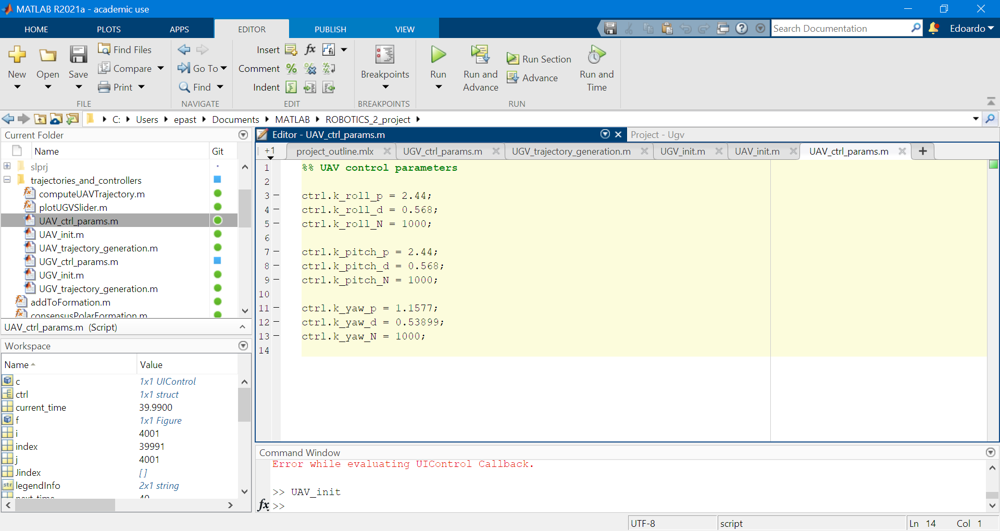 MATLAB R2021a - academic use
HOME PLOTS APPS EDITOR PUBLISH VIEW
Search Documentation
Edoardo
New
Open
Save
Find Files
Compare
Print
FILE
Go To
Find
NAVIGATE
Insert
Comment
Indent
EDIT
Breakpoints
BREAKPOINTS
Run
Run and Advance
Run Section
Advance
Run and Time
RUN
C: Users epast Documents MATLAB ROBOTICS_2_project
Current Folder
Name Git
slprj
trajectories_and_controllers
computeUAVTrajectory.m
plotUGVSlider.m
UAV_ctrl_params.m
UAV_init.m
UAV_trajectory_generation.m
UGV_ctrl_params.m
UGV_init.m
UGV_trajectory_generation.m
addToFormation.m
consensusPolarFormation.m
UAV_ctrl_params.m (Script)
Workspace
Name Value
c 1x1 UIControl
ctrl 1x1 struct
current_time 39.9900
f 1x1 Figure
i 4001
index 39991
j 4001
Jindex []
str legendInfo 2x1 string
next_time 40
Editor - UAV_ctrl_params.m
Project - Ugv
+1 project_outline.mlx UGV_ctrl_params.m UGV_trajectory_generation.m UGV_init.m UAV_init.m UAV_ctrl_params.m
1 %% UAV control parameters
2
3 ctrl.k_roll_p = 2.44;
4 ctrl.k_roll_d = 0.568;
5 ctrl.k_roll_N = 1000;
6
7 ctrl.k_pitch_p = 2.44;
8 ctrl.k_pitch_d = 0.568;
9 ctrl.k_pitch_N = 1000;
10
11 ctrl.k_yaw_p = 1.1577;
12 ctrl.k_yaw_d = 0.53899;
13 ctrl.k_yaw_N = 1000;
14
Command Window
Error while evaluating UIControl Callback.
>> UAV_init
fx >>
UTF-8
script
Ln 14 Col 1